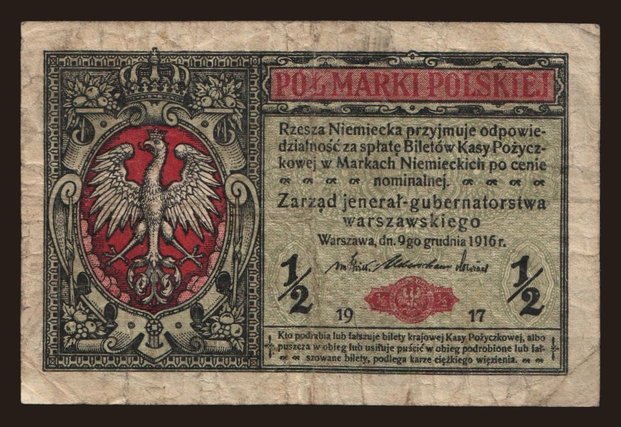 PÓŁ MARKI POLSKIEJ
Rzesza Niemiecka przyjmuje odpowie-
dzialność za spłatę Biletów Kasy Pożycz-
kowej w Markach Niemieckich po cenie
nominalnej.
Zarząd jenerał-gubernatorstwa
warszawskiego
Warszawa, dn. 9go grudnia 1916 r.
1/2
1/2
19 17
Kto podrabia lub fałszuje bilety krajowej Kasy Pożyczkowej, albo
puszcza w obieg lub usiłuje puścić w obieg podrobione lub fał-
szowane bilety, podlega karze ciężkiego więzienia.